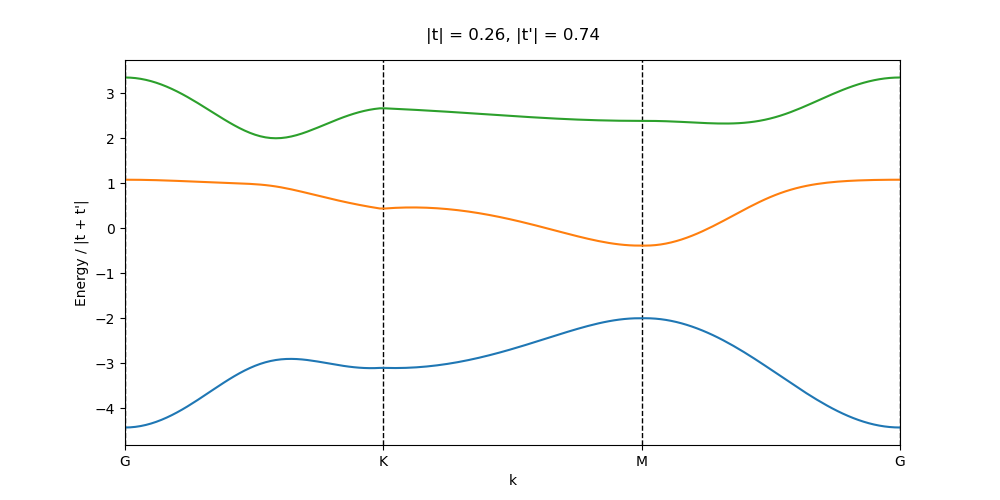 |t| = 0.26, |t'| = 0.74
Energy / |t + t'|
3
2
1
0
−1
−2
−3
−4
G K M G
k